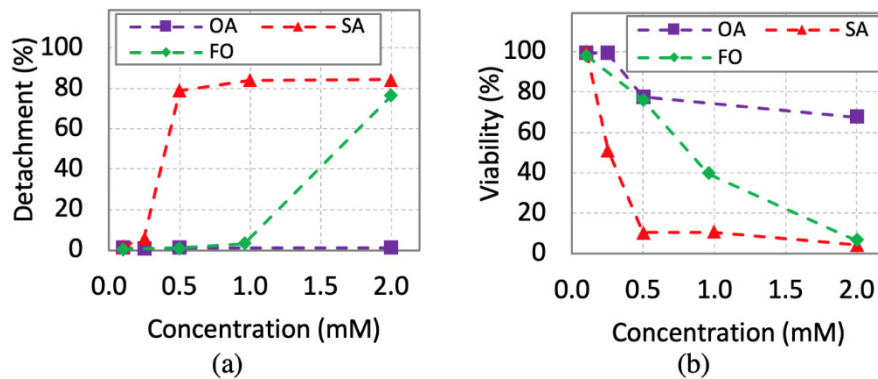 OA SA
FO
Detachment (%)
100
80
60
40
20
0
0.0 0.5 1.0 1.5 2.0
Concentration (mM)
(a)
OA SA
FO
Viability (%)
100
80
60
40
20
0
0.0 0.5 1.0 1.5 2.0
Concentration (mM)
(b)